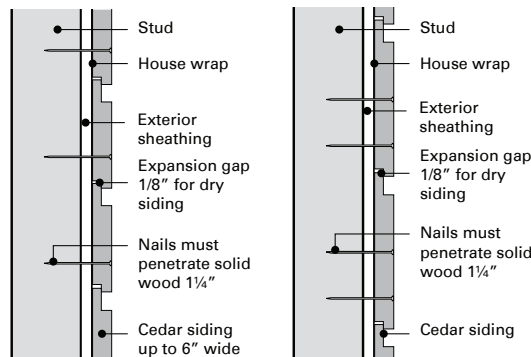 Stud
House wrap
Exterior
sheathing
Expansion gap
1/8” for dry
siding
Nails must
penetrate solid
wood 1¼”
Cedar siding
up to 6” wide
Stud
House wrap
Exterior
sheathing
Expansion gap
1/8” for dry
siding
Nails must
penetrate solid
wood 1¼”
Cedar siding